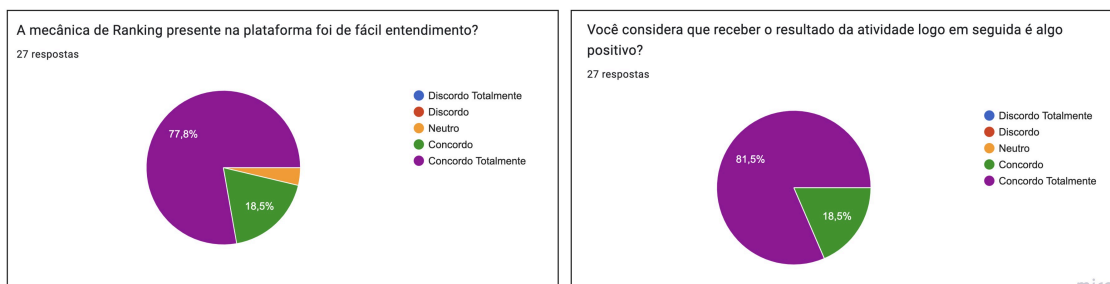 A mecânica de Ranking presente na plataforma foi de fácil entendimento?
27 respostas
77,8%
18,5%
Discordo Totalmente
Discordo
Neutro
Concordo
Concordo Totalmente
Você considera que receber o resultado da atividade logo em seguida é algo
positivo?
27 respostas
81,5%
18,5%
Discordo Totalmente
Discordo
Neutro
Concordo
Concordo Totalmente